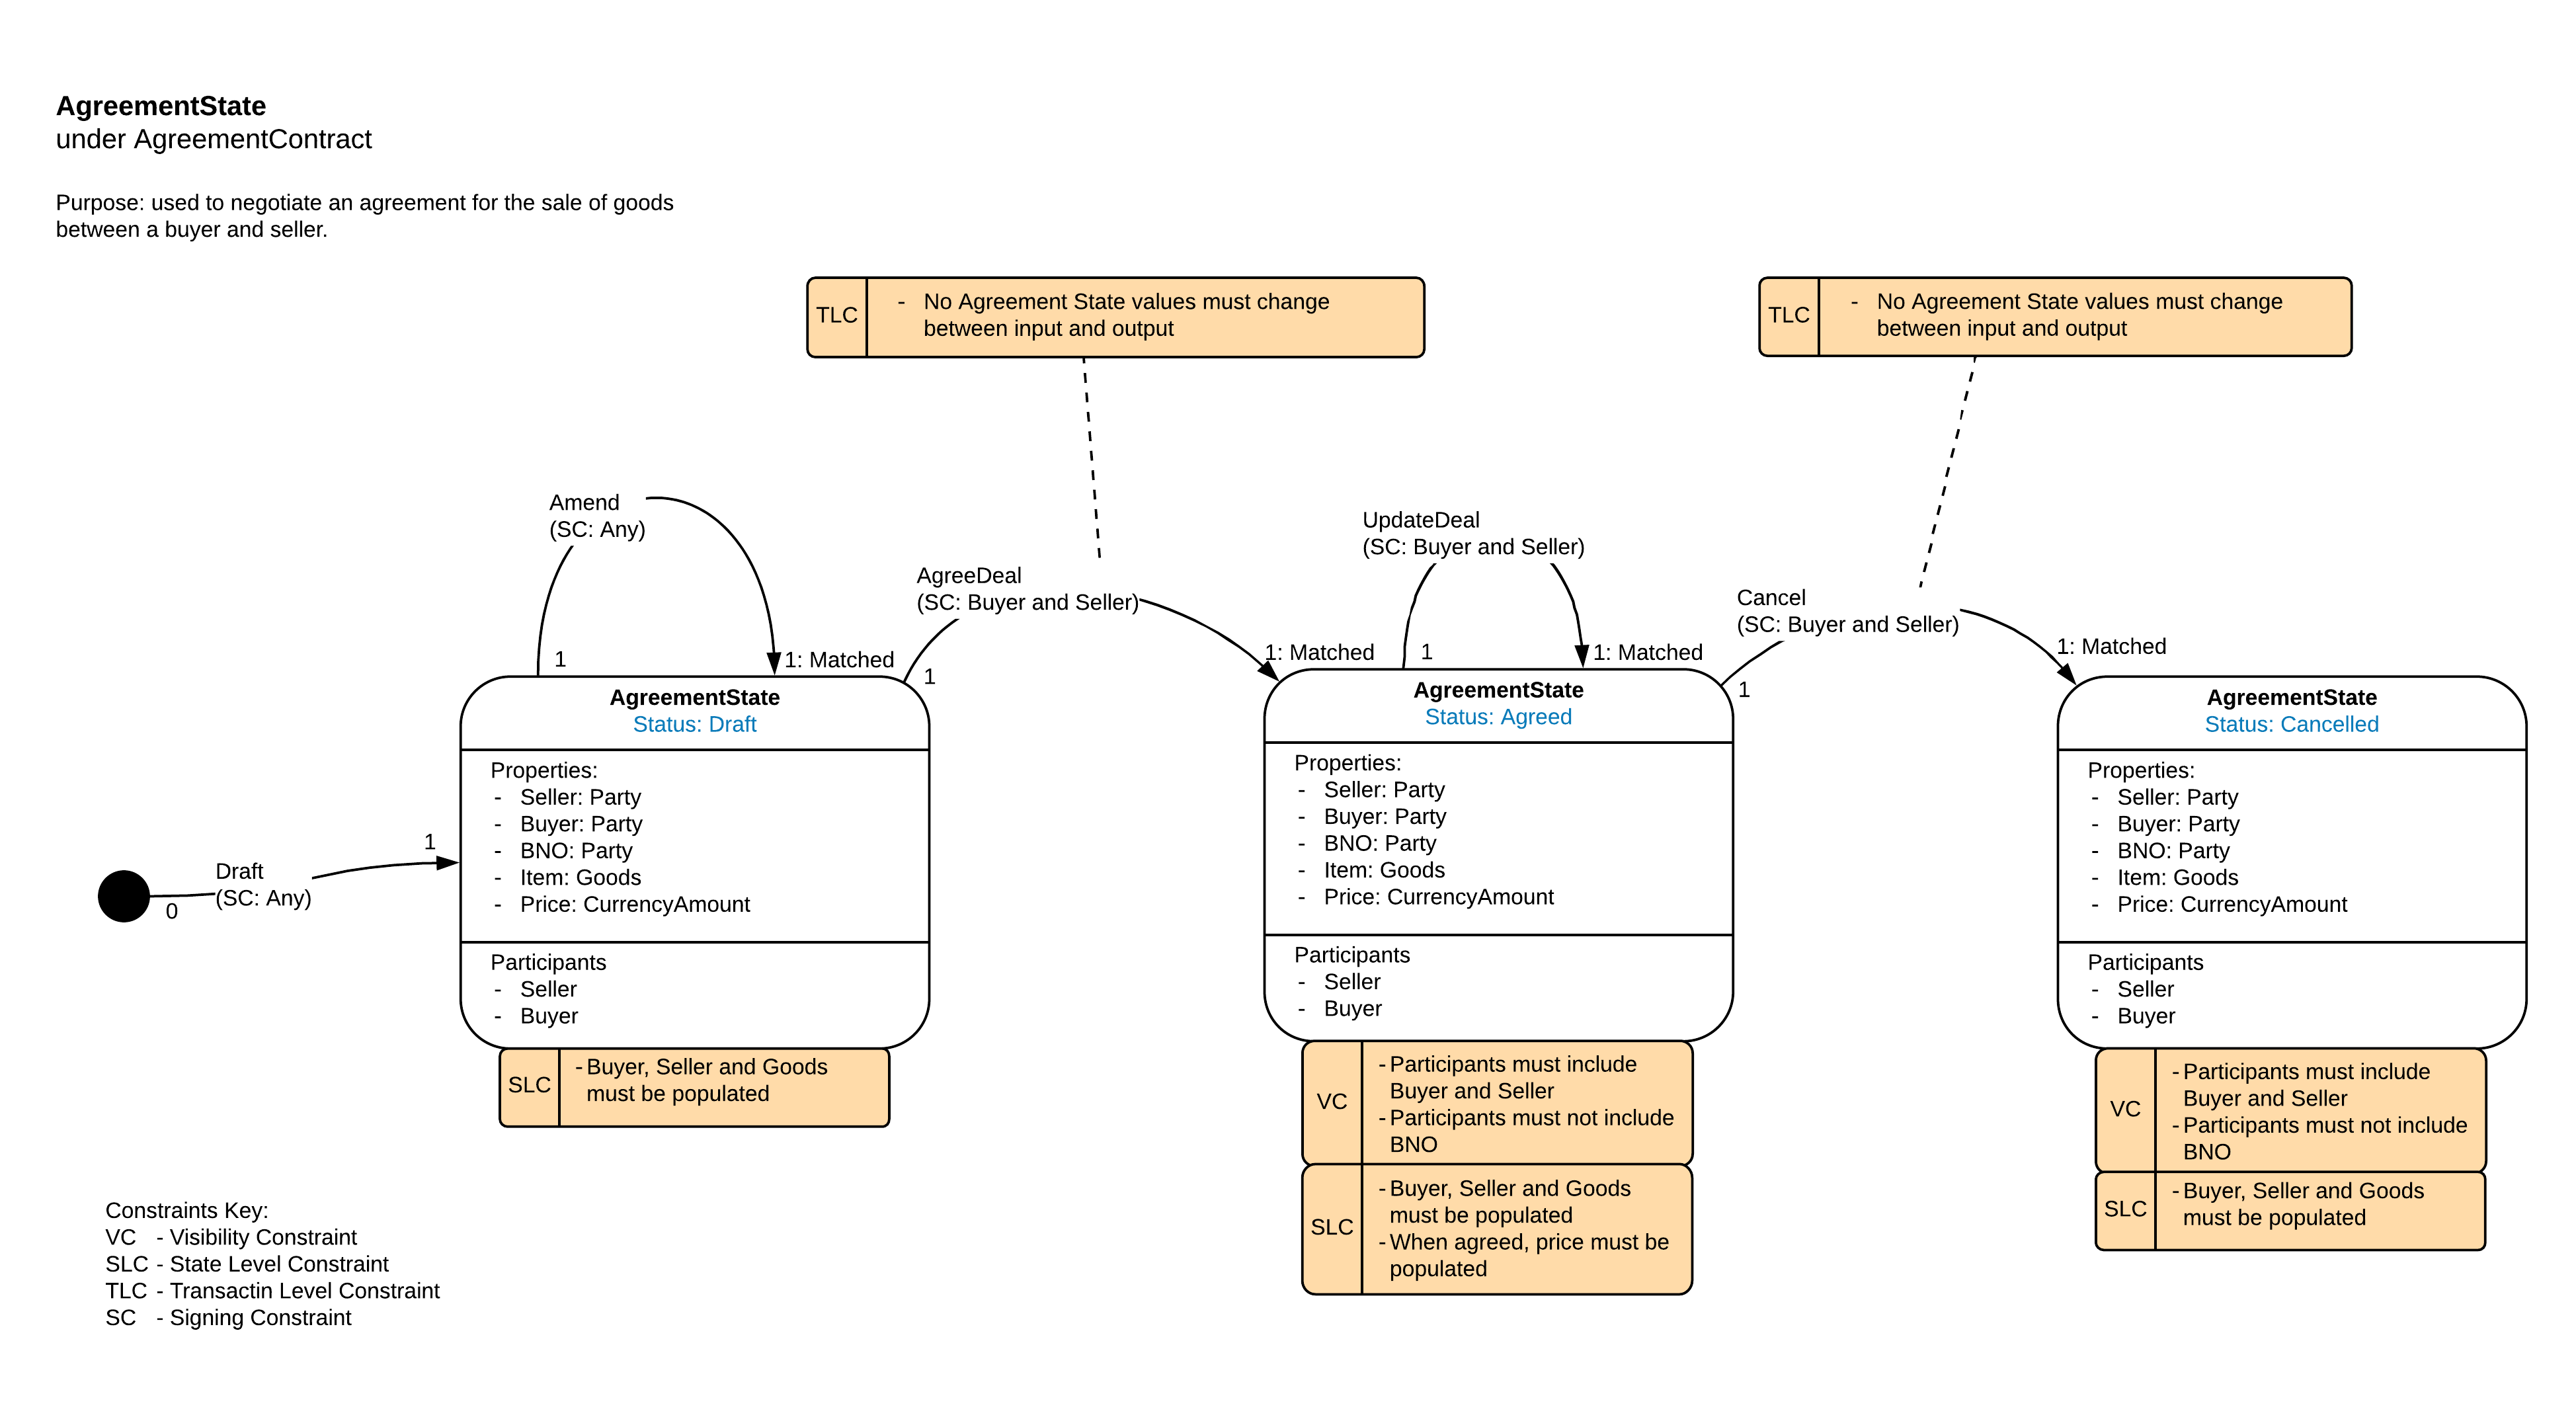 AgreementState
under AgreementContract
Purpose: used to negotiate an agreement for the sale of goods
between a buyer and seller.
TLC
- No Agreement State values must change
between input and output
TLC
- No Agreement State values must change
between input and output
Amend
(SC: Any)
1
1: Matched
AgreeDeal
(SC: Buyer and Seller)
1
1: Matched
UpdateDeal
(SC: Buyer and Seller)
1
1: Matched
Cancel
(SC: Buyer and Seller)
1
1: Matched
Draft
(SC: Any)
0
1
AgreementState
Status: Draft
Properties:
- Seller: Party
- Buyer: Party
- BNO: Party
- Item: Goods
- Price: CurrencyAmount
Participants
- Seller
- Buyer
SLC
- Buyer, Seller and Goods
must be populated
AgreementState
Status: Agreed
Properties:
- Seller: Party
- Buyer: Party
- BNO: Party
- Item: Goods
- Price: CurrencyAmount
Participants
- Seller
- Buyer
VC
- Participants must include
Buyer and Seller
- Participants must not include
BNO
SLC
- Buyer, Seller and Goods
must be populated
- When agreed, price must be
populated
AgreementState
Status: Cancelled
Properties:
- Seller: Party
- Buyer: Party
- BNO: Party
- Item: Goods
- Price: CurrencyAmount
Participants
- Seller
- Buyer
VC
- Participants must include
Buyer and Seller
- Participants must not include
BNO
SLC
- Buyer, Seller and Goods
must be populated
Constraints Key:
VC - Visibility Constraint
SLC - State Level Constraint
TLC - Transactin Level Constraint
SC - Signing Constraint